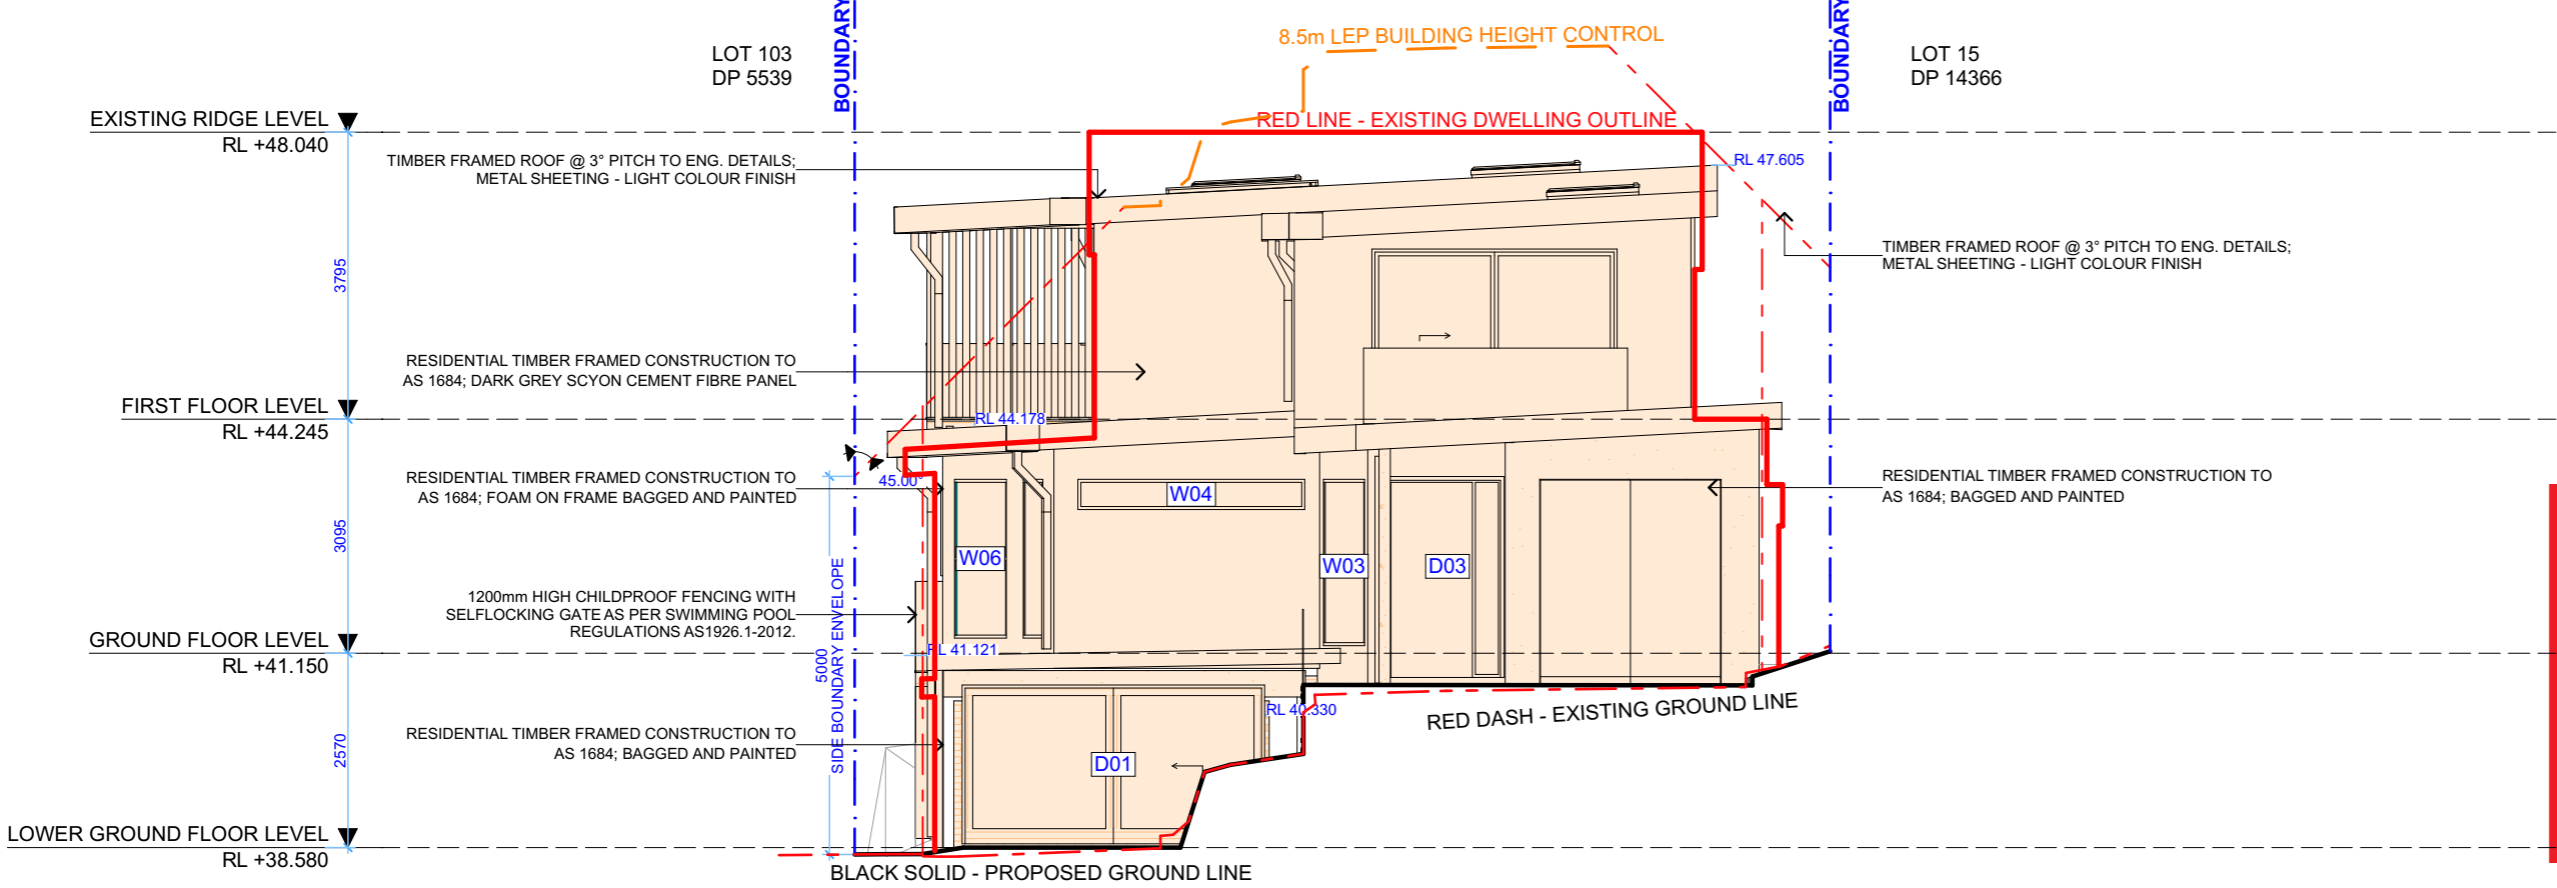 BOUNDARY
BOUNDARY
8.5m LEP BUILDING HEIGHT CONTROL
LOT 103
DP 5539
LOT 15
DP 14366
EXISTING RIDGE LEVEL
RL +48.040
RED LINE - EXISTING DWELLING OUTLINE
TIMBER FRAMED ROOF @ 3° PITCH TO ENG. DETAILS;
METAL SHEETING - LIGHT COLOUR FINISH
RL 47.605
TIMBER FRAMED ROOF @ 3° PITCH TO ENG. DETAILS;
METAL SHEETING - LIGHT COLOUR FINISH
3795
RESIDENTIAL TIMBER FRAMED CONSTRUCTION TO
AS 1684; DARK GREY SCYON CEMENT FIBRE PANEL
FIRST FLOOR LEVEL
RL +44.245
RL 44.178
RESIDENTIAL TIMBER FRAMED CONSTRUCTION TO
AS 1684; FOAM ON FRAME BAGGED AND PAINTED
45.00°
W04
RESIDENTIAL TIMBER FRAMED CONSTRUCTION TO
AS 1684; BAGGED AND PAINTED
3095
W06
W03
D03
1200mm HIGH CHILDPROOF FENCING WITH
SELFLOCKING GATE AS PER SWIMMING POOL
REGULATIONS AS1926.1-2012.
GROUND FLOOR LEVEL
RL +41.150
RL 41.121
5000
SIDE BOUNDARY ENVELOPE
RL 40.330
RED DASH - EXISTING GROUND LINE
2570
RESIDENTIAL TIMBER FRAMED CONSTRUCTION TO
AS 1684; BAGGED AND PAINTED
D01
LOWER GROUND FLOOR LEVEL
RL +38.580
BLACK SOLID - PROPOSED GROUND LINE